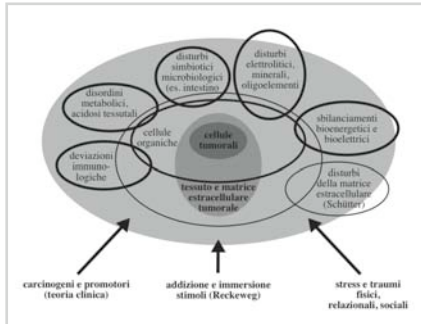 disturbi
simbiotici
microbiologici
(es. intestino
disturbi
elettrolitici,
minerali,
oligoelementi
disordini
metabolici,
acidosi tessutali
cellule
organiche
cellule
tumorali
sbilanciamenti
bioenergetici e
bioelettrici
deviazioni
immuno-
logiche
tessuto e matrice
extracellulare
tumorale
disturbi
della matrice
extracellulare
(Schütter)
carcinogeni e promotori
(teoria clinica)
addizione e immersione
stimoli (Reckeweg)
stress e traumi
fisici,
relazionali, sociali